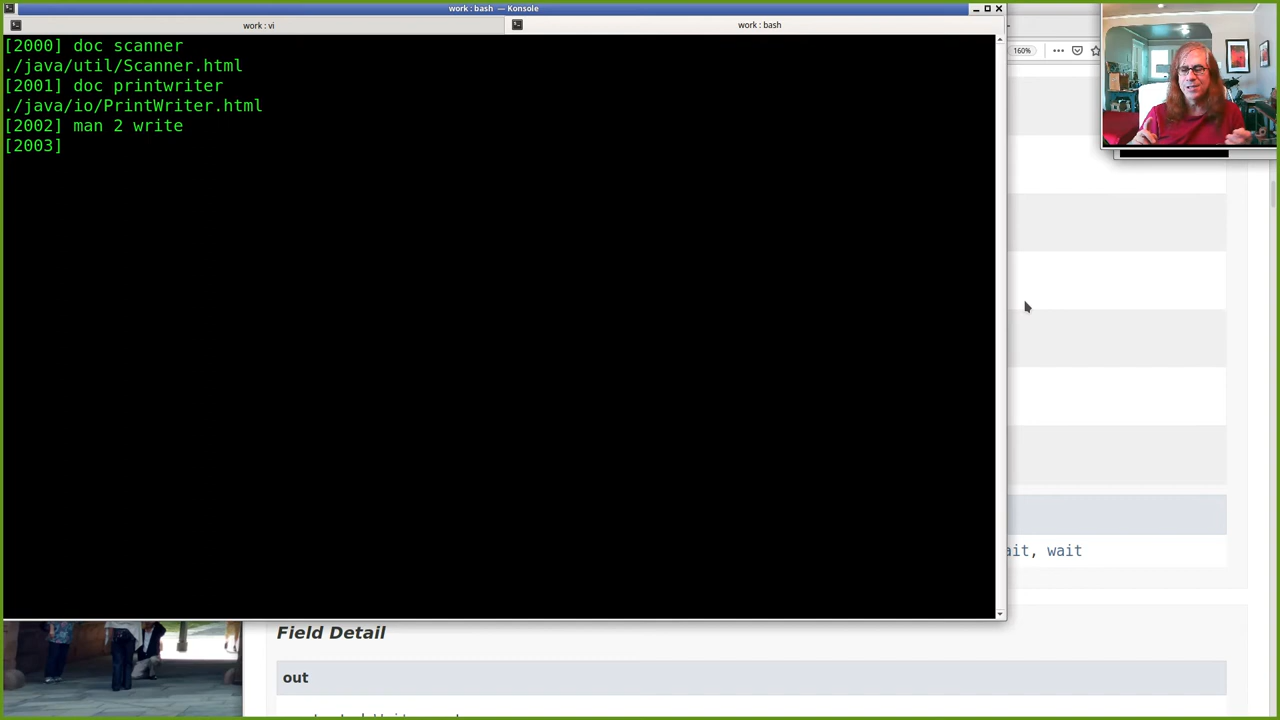 work : bash — Konsole
work : vi
work : bash
[2000] doc scanner
./java/util/Scanner.html
[2001] doc printwriter
./java/io/PrintWriter.html
[2002] man 2 write
[2003]
160%
ait, wait
Field Detail
out